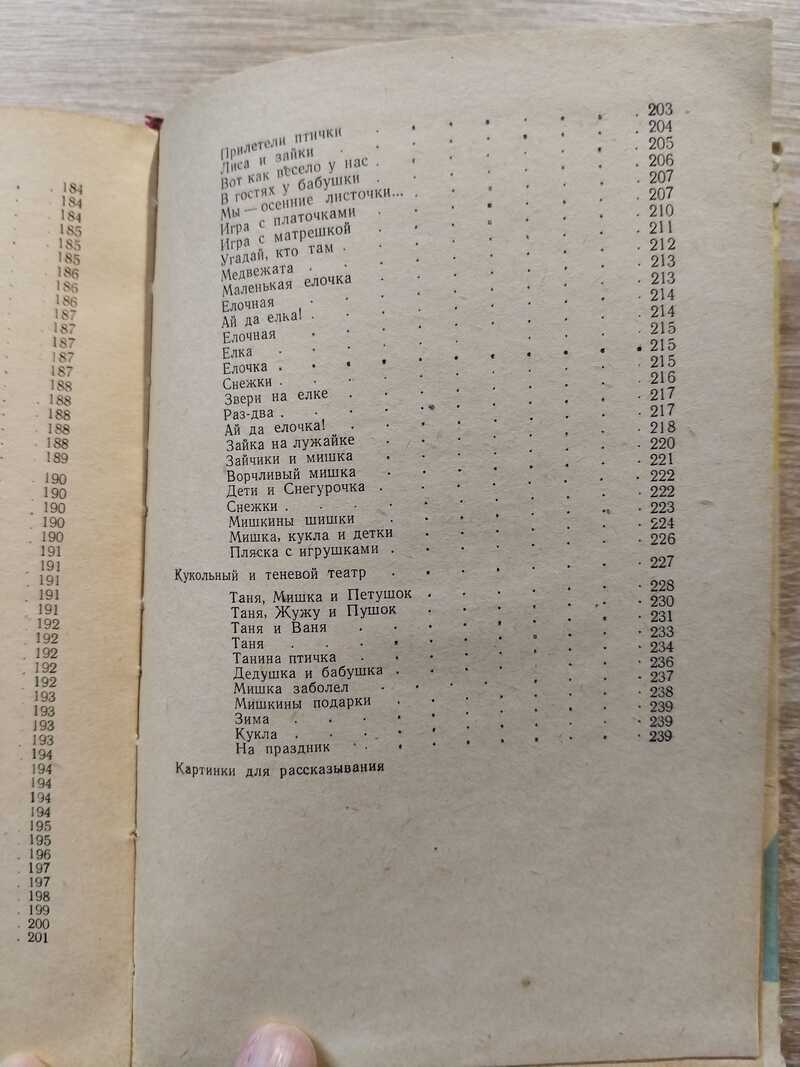 184
184
184
185
185
185
186
186
186
187
187
187
187
187
188
188
188
188
188
189
190
190
190
190
190
191
191
191
191
191
192
192
192
192
192
193
193
193
193
194
194
194
194
194
195
195
196
197
197
198
199
200
201
Прилетели птички . . . . . . 203
Лиса и зайки . . . . . . 204
Вот как весело у нас . . . . . . 205
В гостях у бабушки . . . . . . 206
Мы — осенние листочки... . . . . . . 207
Игра с платочками . . . . . . 207
Игра с матрешкой . . . . . . 210
Угадай, кто там . . . . . . 211
Медвежата . . . . . . 212
Маленькая елочка . . . . . . 213
Елочная . . . . . . 213
Ай да елка! . . . . . . 214
Елочная . . . . . . 214
Елка . . . . . . 215
Елочка . . . . . . 215
Снежки . . . . . . 215
Звери на елке . . . . . . 216
Раз-два . . . . . . 217
Ай да елочка! . . . . . . 217
Зайка на лужайке . . . . . . 218
Зайчики и мишка . . . . . . 220
Ворчливый мишка . . . . . . 221
Дети и Снегурочка . . . . . . 222
Снежки . . . . . . 222
Мишкины шишки . . . . . . 223
Мишка, кукла и детки . . . . . . 224
Пляска с игрушками . . . . . . 226
Кукольный и теневой театр . . . . . . 227
Таня, Мишка и Петушок . . . . . . 228
Таня, Жужу и Пушок . . . . . . 230
Таня и Ваня . . . . . . 231
Таня . . . . . . 233
Танина птичка . . . . . . 234
Дедушка и бабушка . . . . . . 236
Мишка заболел . . . . . . 237
Мишкины подарки . . . . . . 238
Зима . . . . . . 239
Кукла . . . . . . 239
На праздник . . . . . . 239
Картинки для рассказывания